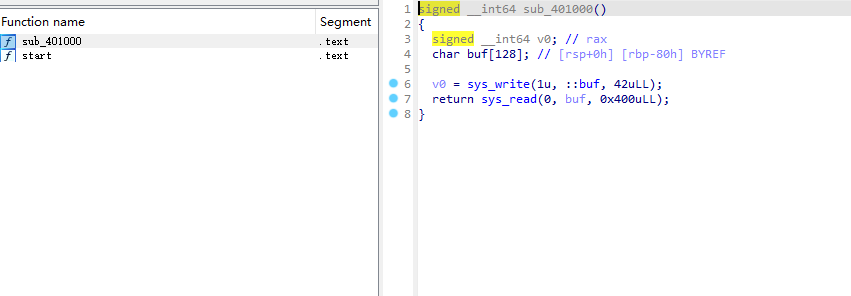 Function name Segment
f sub_401000 .text
f start .text
1 signed __int64 sub_401000()
2 {
3 signed __int64 v0; // rax
4 char buf[128]; // [rsp+0h] [rbp-80h] BYREF
5
6 v0 = sys_write(1u, ::buf, 42uLL);
7 return sys_read(0, buf, 0x400uLL);
8 }